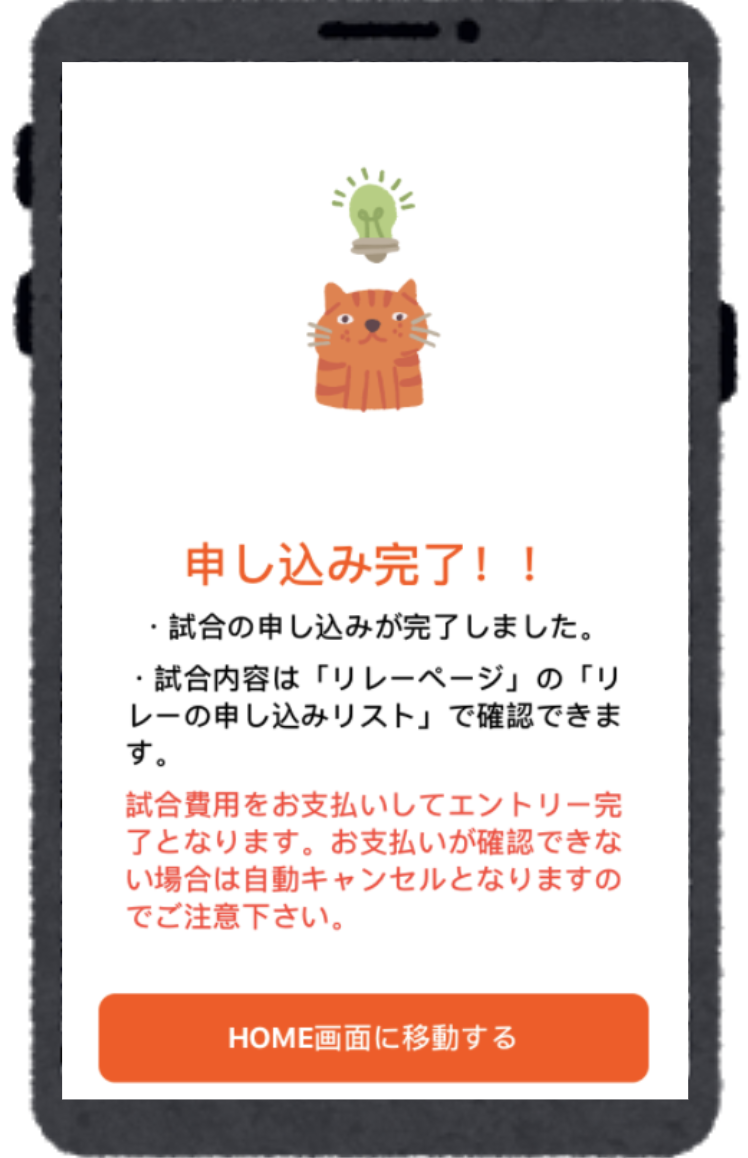 申し込み完了！！
・試合の申し込みが完了しました。
・試合内容は「リレーページ」の「リ
レーの申し込みリスト」で確認できま
す。
試合費用をお支払いしてエントリー完
了となります。お支払いが確認できな
い場合は自動キャンセルとなりますの
でご注意下さい。
HOME画面に移動する